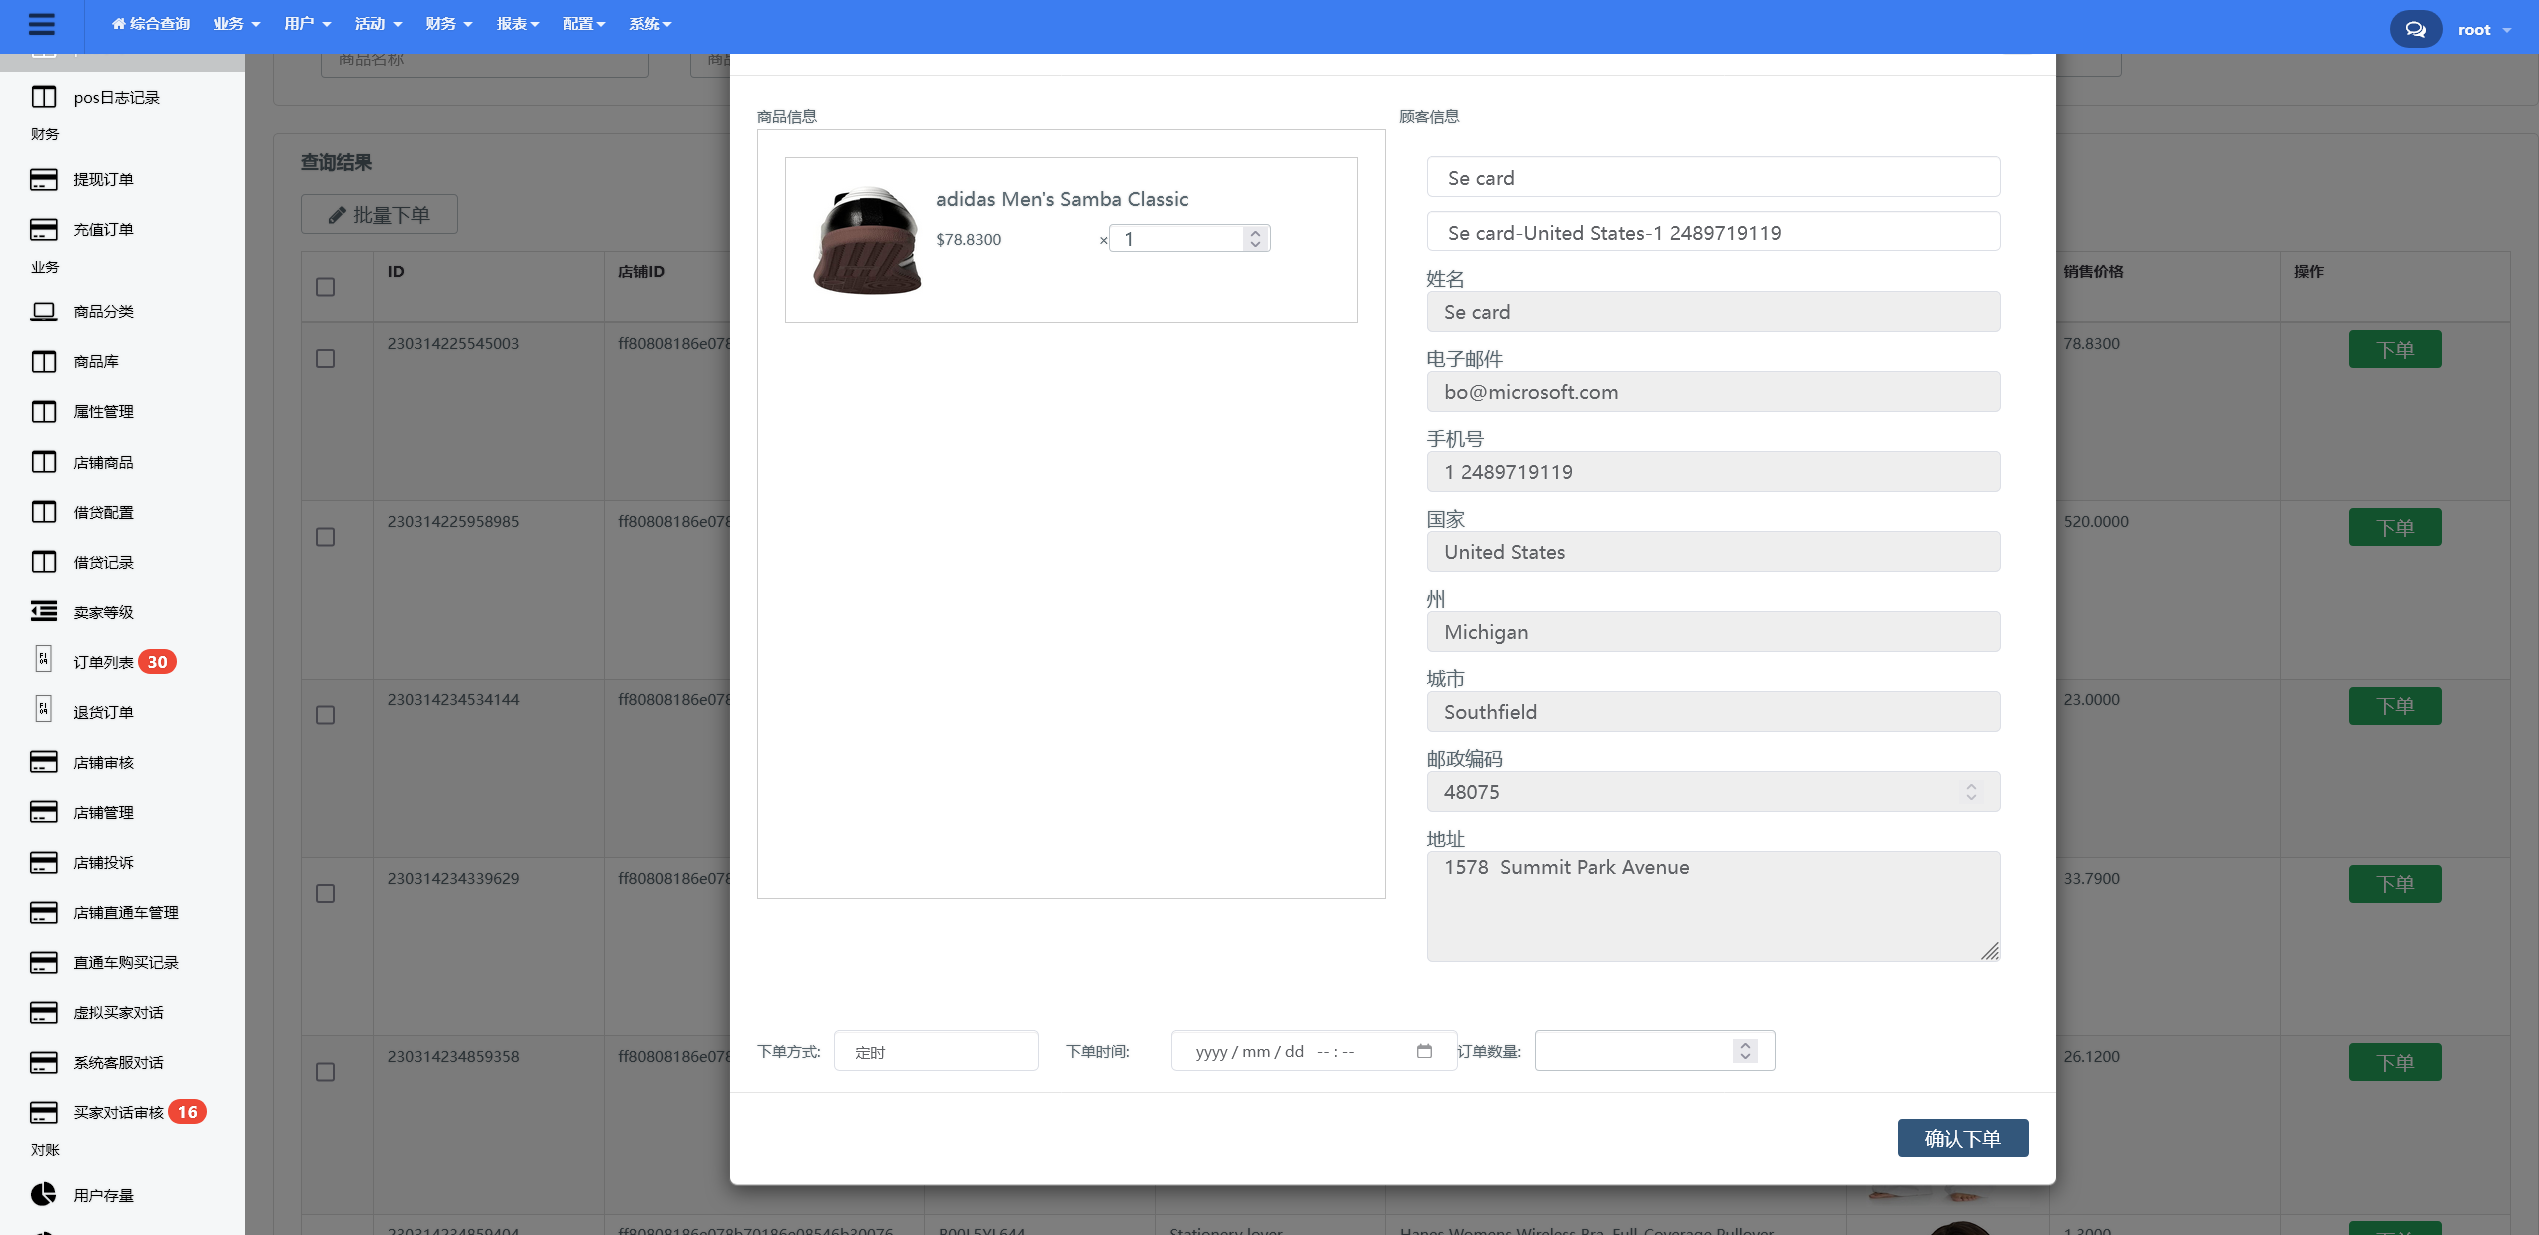 综合查询 业务 用户 活动 财务 报表 配置 系统 root
pos日志记录
财务
提现订单
充值订单
业务
商品分类
商品库
属性管理
店铺商品
借贷配置
借贷记录
卖家等级
订单列表 30
退货订单
店铺审核
店铺管理
店铺投诉
店铺直通车管理
直通车购买记录
虚拟买家对话
系统客服对话
买家对话审核 16
对账
用户存量
商品名称
查询结果
批量下单
ID 店铺ID 销售价格 操作
230314225545003 ff80808186e078 78.8300 下单
230314225958985 ff80808186e078 520.0000 下单
230314234534144 ff80808186e078 23.0000 下单
230314234339629 ff80808186e078 33.7900 下单
230314234859358 ff80808186e078 26.1200 下单
商品信息
adidas Men's Samba Classic
$78.8300 × 1
顾客信息
Se card
Se card-United States-1 2489719119
姓名
Se card
电子邮件
bo@microsoft.com
手机号
1 2489719119
国家
United States
州
Michigan
城市
Southfield
邮政编码
48075
地址
1578  Summit Park Avenue
下单方式: 定时 下单时间: yyyy / mm / dd -- : -- 订单数量:
确认下单